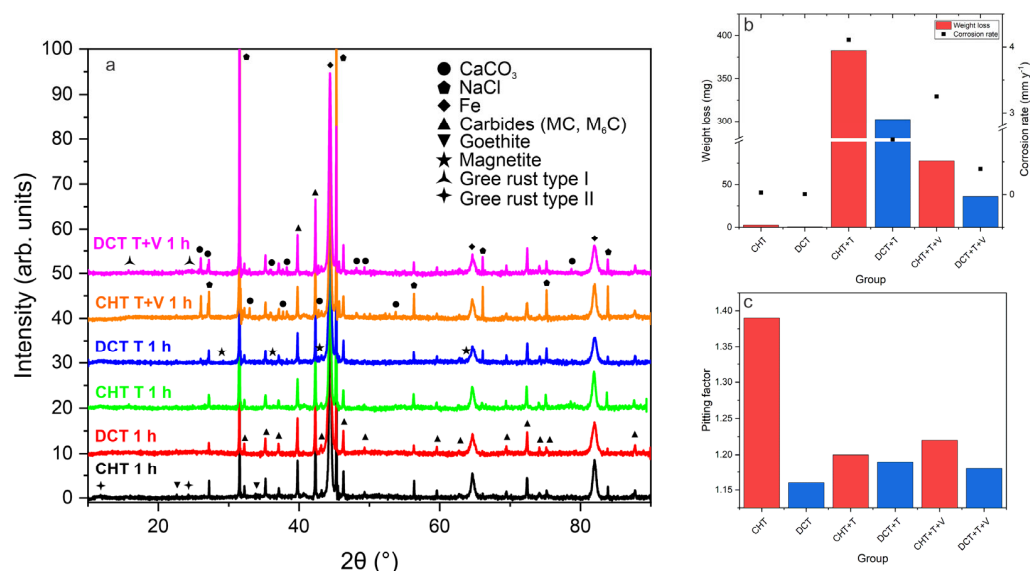 a
CaCO3
NaCl
Fe
Carbides (MC, M6C)
Goethite
Magnetite
Gree rust type I
Gree rust type II
DCT T+V 1 h
CHT T+V 1 h
DCT T 1 h
CHT T 1 h
DCT 1 h
CHT 1 h
Intensity (arb. units)
100
90
80
70
60
50
40
30
20
10
0
20
40
60
80
2θ (°)
b
Weight loss
Corrosion rate
Weight loss (mg)
400
350
300
50
0
Corrosion rate (mm y-1)
4
3
0
CHT
DCT
CHT+T
DCT+T
CHT+T+V
DCT+T+V
Group
c
Pitting factor
1.40
1.35
1.30
1.25
1.20
1.15
CHT
DCT
CHT+T
DCT+T
CHT+T+V
DCT+T+V
Group